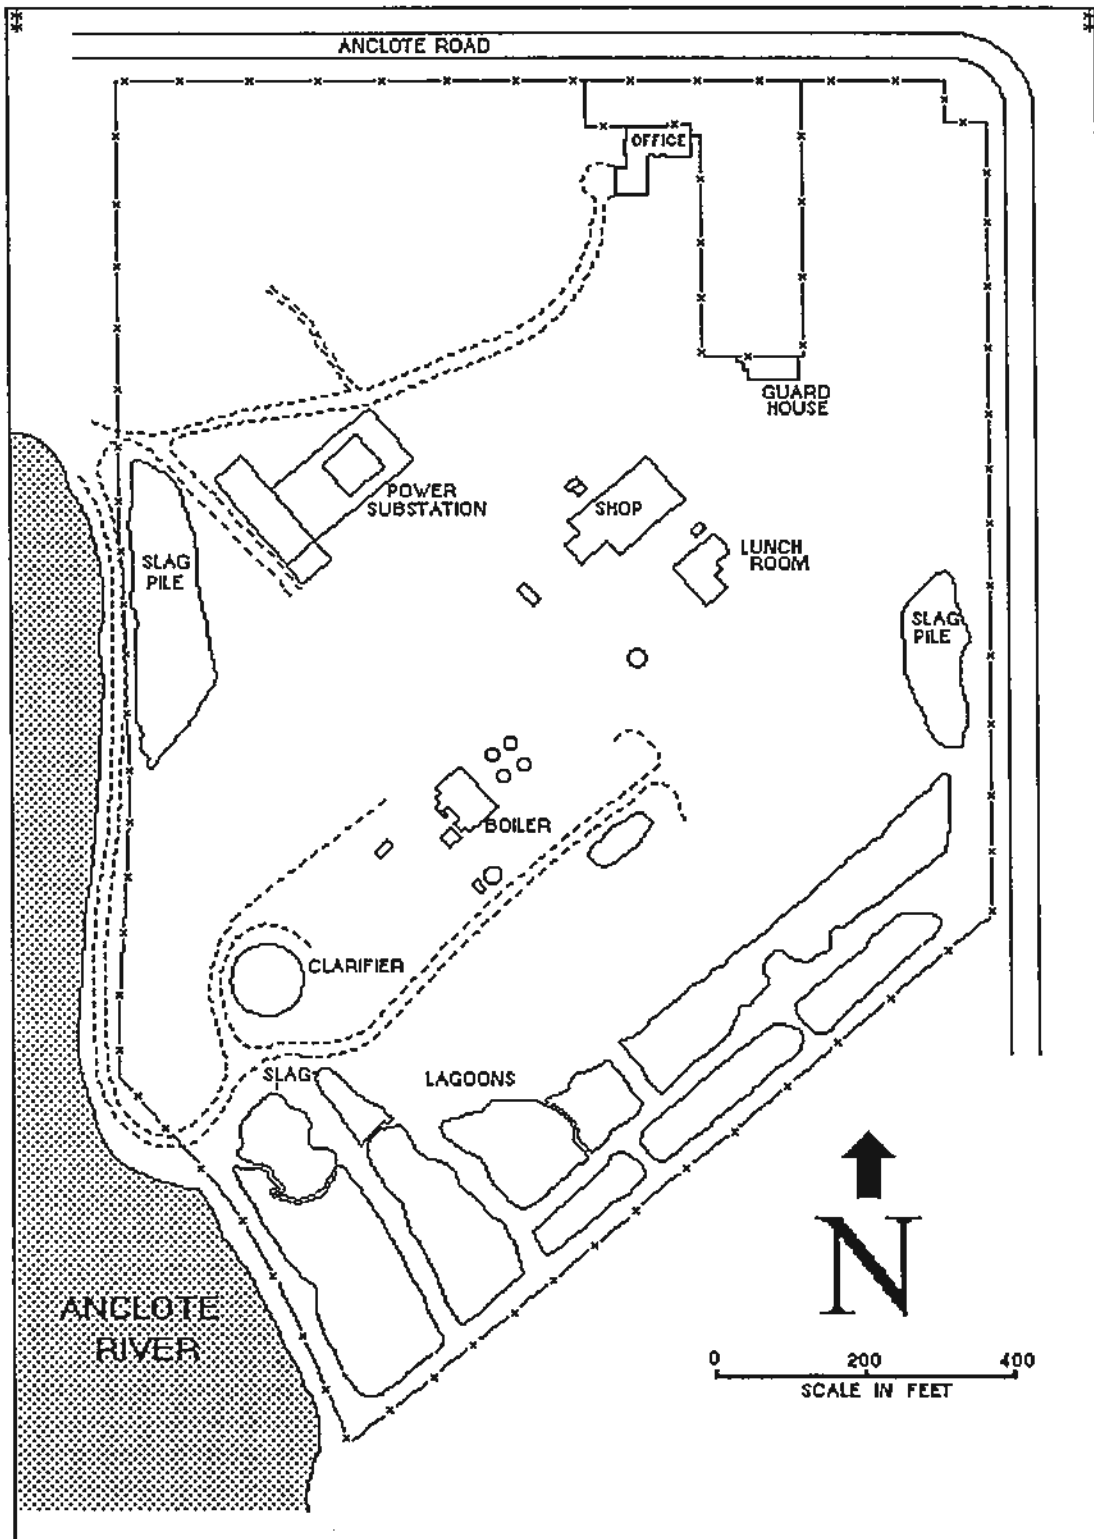 ANCLOTE ROAD
OFFICE
GUARD
HOUSE
POWER
SUBSTATION
SHOP
LUNCH
ROOM
SLAG
PILE
SLAG
PILE
BOILER
CLARIFIER
SLAG
LAGOONS
ANCLOTE
RIVER
N
0 200 400
SCALE IN FEET